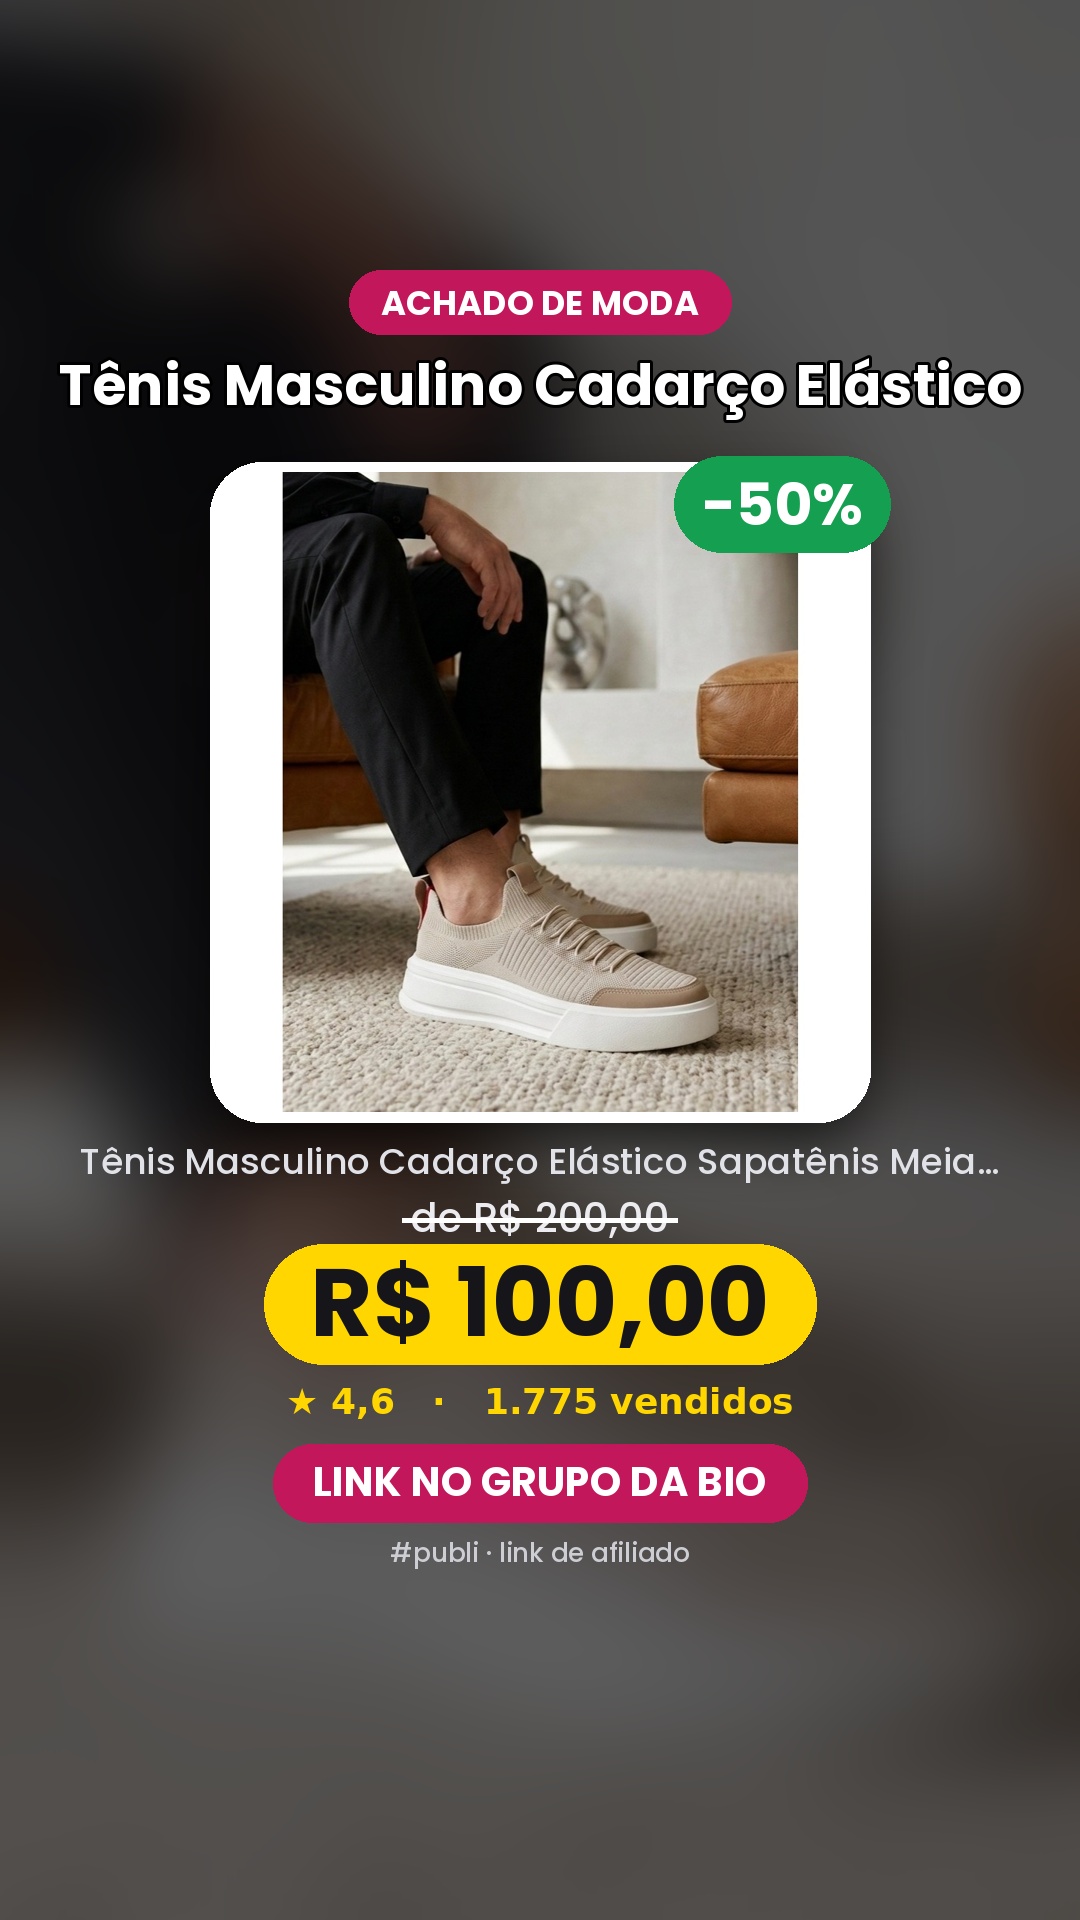 ACHADO DE MODA
Tênis Masculino Cadarço Elástico
-50%
Tênis Masculino Cadarço Elástico Sapatênis Meia...
de R$ 200,00
R$ 100,00
★ 4,6 · 1.775 vendidos
LINK NO GRUPO DA BIO
#publi · link de afiliado